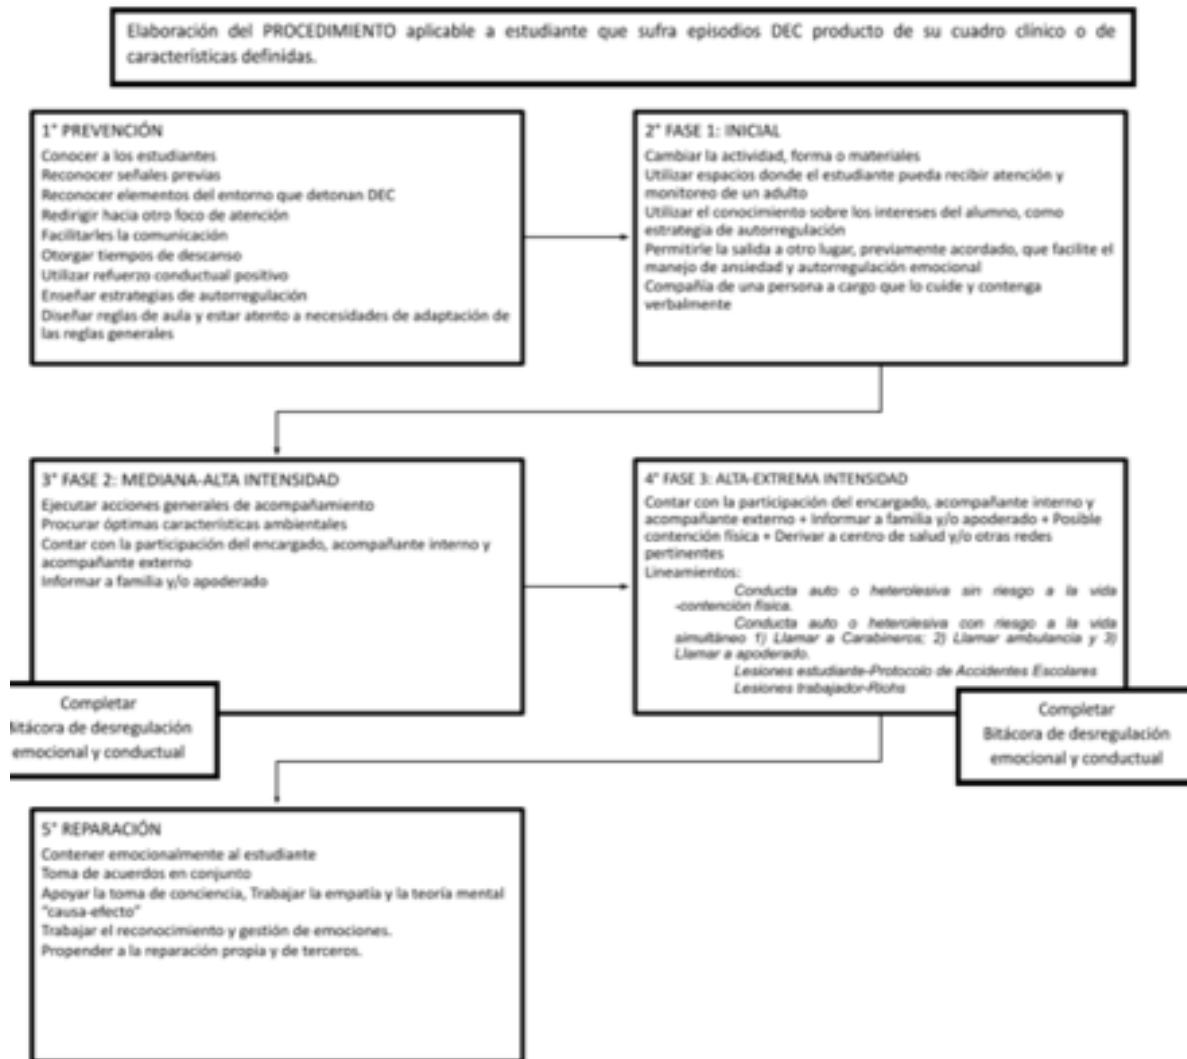 Elaboración del PROCEDIMIENTO aplicable a estudiante que sufra episodios DEC producto de su cuadro clínico o de
características definidas.
1° PREVENCIÓN
Conocer a los estudiantes
Reconocer señales previas
Reconocer elementos del entorno que detonan DEC
Redirigir hacia otro foco de atención
Facilitarles la comunicación
Otorgar tiempos de descanso
Utilizar refuerzo conductual positivo
Enseñar estrategias de autorregulación
Diseñar reglas de aula y estar atento a necesidades de adaptación de
las reglas generales
2° FASE 1: INICIAL
Cambiar la actividad, forma o materiales
Utilizar espacios donde el estudiante pueda recibir atención y
monitoreo de un adulto
Utilizar el conocimiento sobre los intereses del alumno, como
estrategia de autorregulación
Permitirle la salida a otro lugar, previamente acordado, que facilite el
manejo de ansiedad y autorregulación emocional
Compañía de una persona a cargo que lo cuide y contenga
verbalmente
3° FASE 2: MEDIANA-ALTA INTENSIDAD
Ejecutar acciones generales de acompañamiento
Procurar óptimas características ambientales
Contar con la participación del encargado, acompañante interno y
acompañante externo
Informar a familia y/o apoderado
Completar
Bitácora de desregulación
emocional y conductual
4° FASE 3: ALTA-EXTREMA INTENSIDAD
Contar con la participación del encargado, acompañante interno y
acompañante externo + Informar a familia y/o apoderado + Posible
contención física + Derivar a centro de salud y/o otras redes
pertinentes
Lineamientos:
Conducta auto o heterolesiva sin riesgo a la vida
-contención física.
Conducta auto o heterolesiva con riesgo a la vida
simultáneo 1) Llamar a Carabineros; 2) Llamar ambulancia y 3)
Llamar a apoderado.
Lesiones estudiante-Protocolo de Accidentes Escolares
Lesiones trabajador-Riohs
Completar
Bitácora de desregulación
emocional y conductual
5° REPARACIÓN
Contener emocionalmente al estudiante
Toma de acuerdos en conjunto
Apoyar la toma de conciencia, Trabajar la empatía y la teoría mental
"causa-efecto"
Trabajar el reconocimiento y gestión de emociones.
Propender a la reparación propia y de terceros.